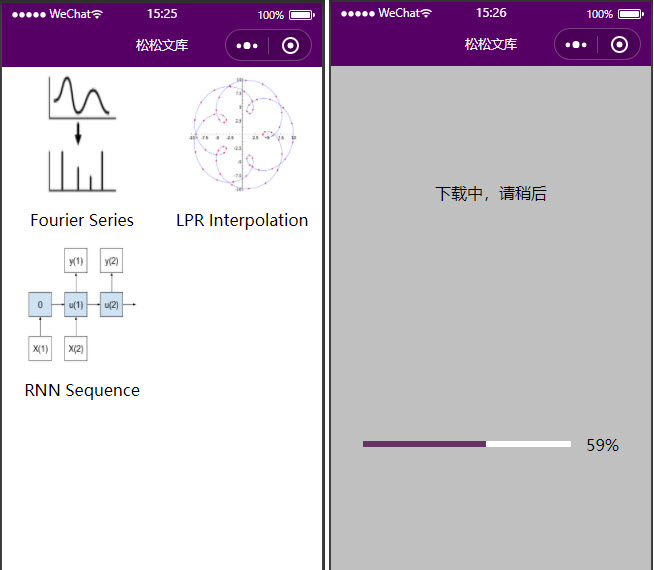 WeChat
15:25
100%
松松文库
Fourier Series
LPR Interpolation
y(1)
y(2)
0
u(1)
u(2)
X(1)
X(2)
RNN Sequence
WeChat
15:26
100%
松松文库
下载中，请稍后
59%